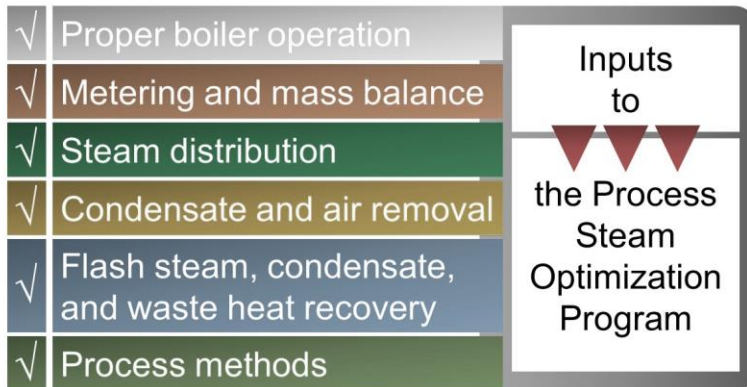 √ Proper boiler operation
√ Metering and mass balance
√ Steam distribution
√ Condensate and air removal
√ Flash steam, condensate,
and waste heat recovery
√ Process methods
Inputs
to
the Process
Steam
Optimization
Program